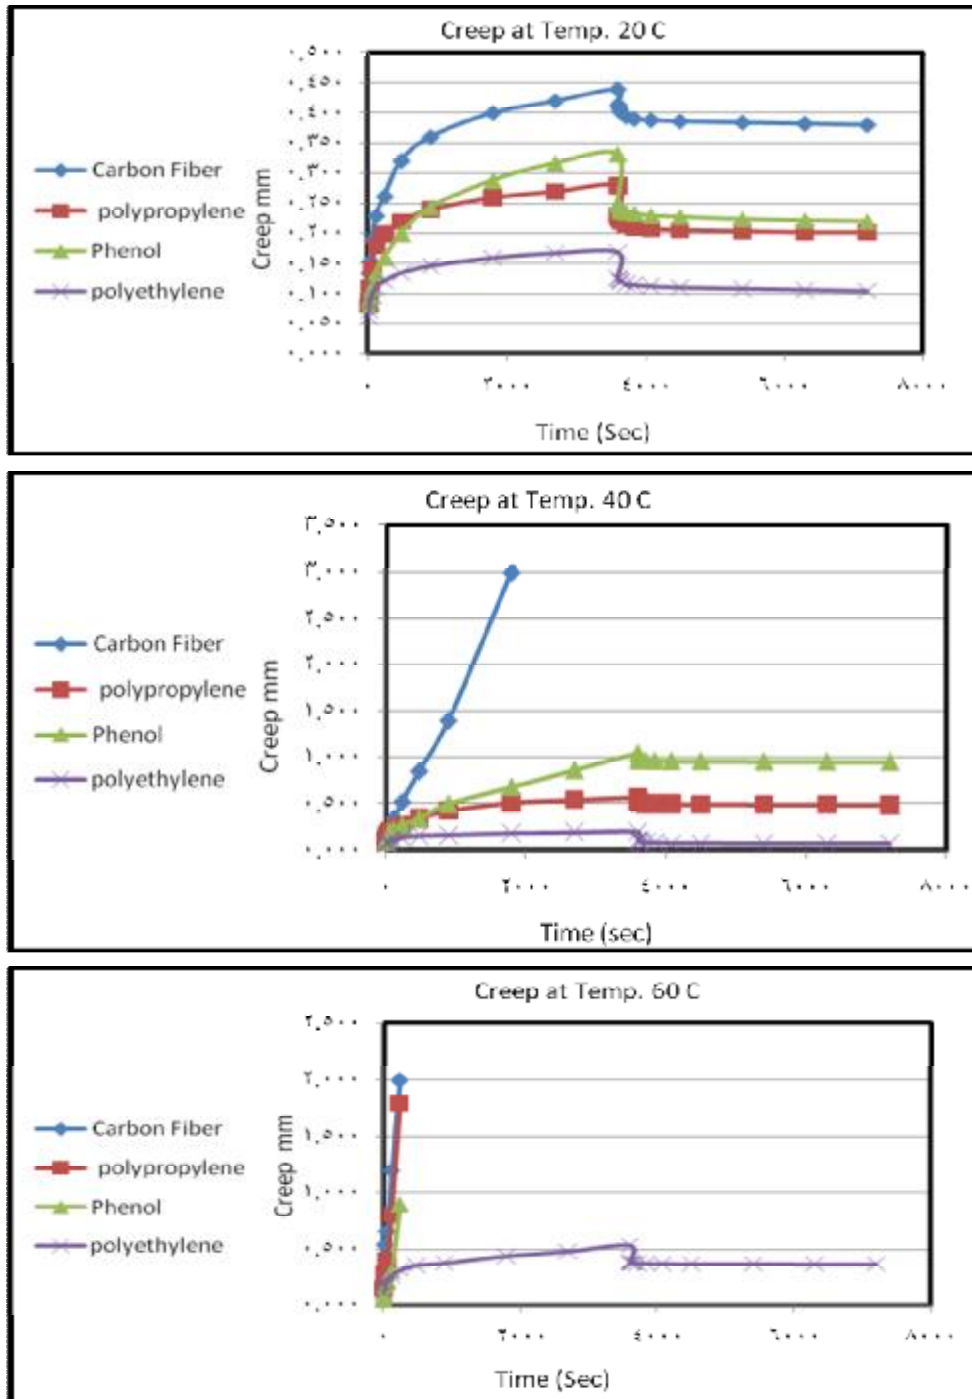 Creep at Temp. 20 C
٠,٥٠٠
٠,٤٥٠
٠,٤٠٠
٠,٣٥٠
٠,٣٠٠
٠,٢٥٠
٠,٢٠٠
٠,١٥٠
٠,١٠٠
٠,٠٥٠
٠,٠٠٠
Creep mm
Carbon Fiber
polypropylene
Phenol
polyethylene
٠ ٢٠٠٠ ٤٠٠٠ ٦٠٠٠ ٨٠٠٠
Time (Sec)
Creep at Temp. 40 C
٣,٥٠٠
٣,٠٠٠
٢,٥٠٠
٢,٠٠٠
١,٥٠٠
١,٠٠٠
٠,٥٠٠
٠,٠٠٠
Creep mm
Carbon Fiber
polypropylene
Phenol
polyethylene
٠ ٢٠٠٠ ٤٠٠٠ ٦٠٠٠ ٨٠٠٠
Time (sec)
Creep at Temp. 60 C
٢,٥٠٠
٢,٠٠٠
١,٥٠٠
١,٠٠٠
٠,٥٠٠
٠,٠٠٠
Creep mm
Carbon Fiber
polypropylene
Phenol
polyethylene
٠ ٢٠٠٠ ٤٠٠٠ ٦٠٠٠ ٨٠٠٠
Time (Sec)